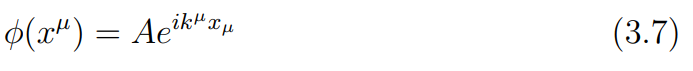 ϕ(x^μ) = Ae^{ik^μ x_μ} (3.7)